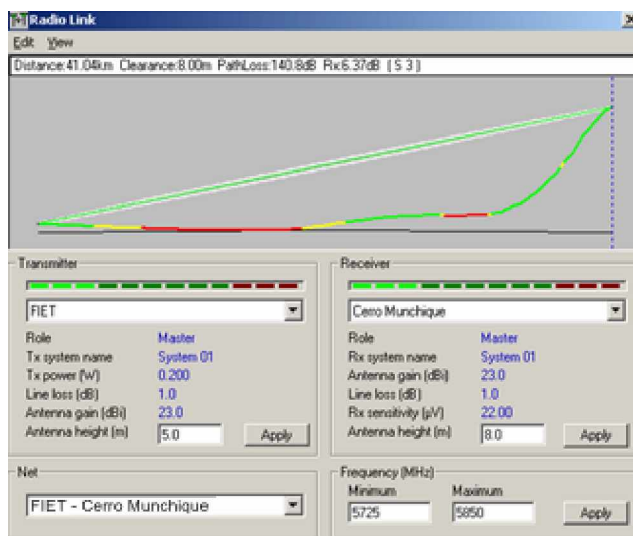 Radio Link
Edit View
Distance:41.04km Clearance:8.00m PathLoss:140.8dB Rx:6.37dB (S 3)
Transmitter
FIET
Role Master
Tx system name System 01
Tx power (W) 0.200
Line loss (dB) 1.0
Antenna gain (dBi) 23.0
Antenna height (m) 5.0 Apply
Receiver
Cerro Munchique
Role Master
Rx system name System 01
Antenna gain (dBi) 23.0
Line loss (dB) 1.0
Rx sensitivity (µV) 22.00
Antenna height (m) 8.0 Apply
Net
FIET - Cerro Munchique
Frequency (MHz)
Minimum Maximum
5725 5850 Apply